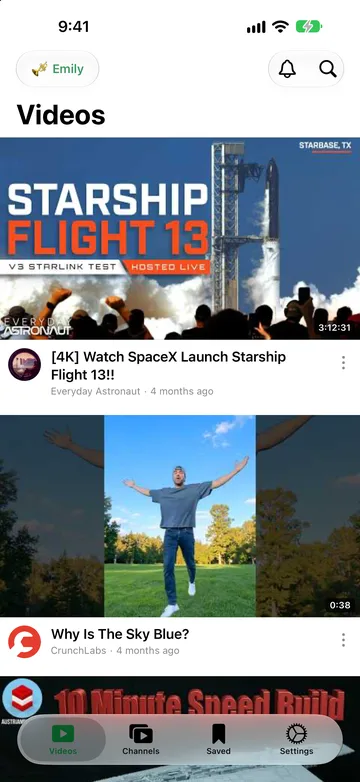 9:41
Emily
Videos
STARBASE, TX
STARSHIP
FLIGHT 13
V3 STARLINK TEST
HOSTED LIVE
EVERYDAY
ASTRONAUT
3:12:31
[4K] Watch SpaceX Launch Starship
Flight 13!!
Everyday Astronaut · 4 months ago
0:38
Why Is The Sky Blue?
CrunchLabs · 4 months ago
10 Minute Speed Build
Videos
Channels
Saved
Settings